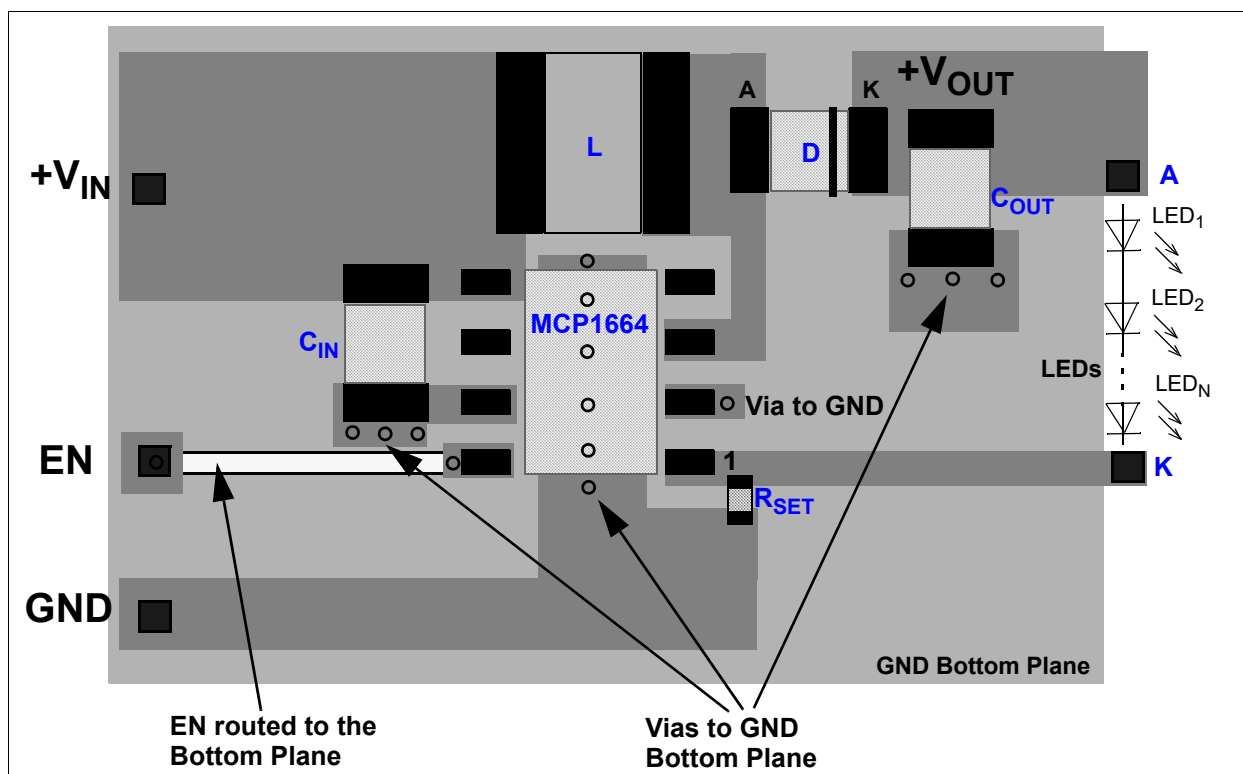 +VOUT
A
K
L
D
+VIN
A
COUT
LED1
MCP1664
LED2
CIN
LEDs
LEDN
Via to GND
EN
1
K
RSET
GND
GND Bottom Plane
EN routed to the
Bottom Plane
Vias to GND
Bottom Plane